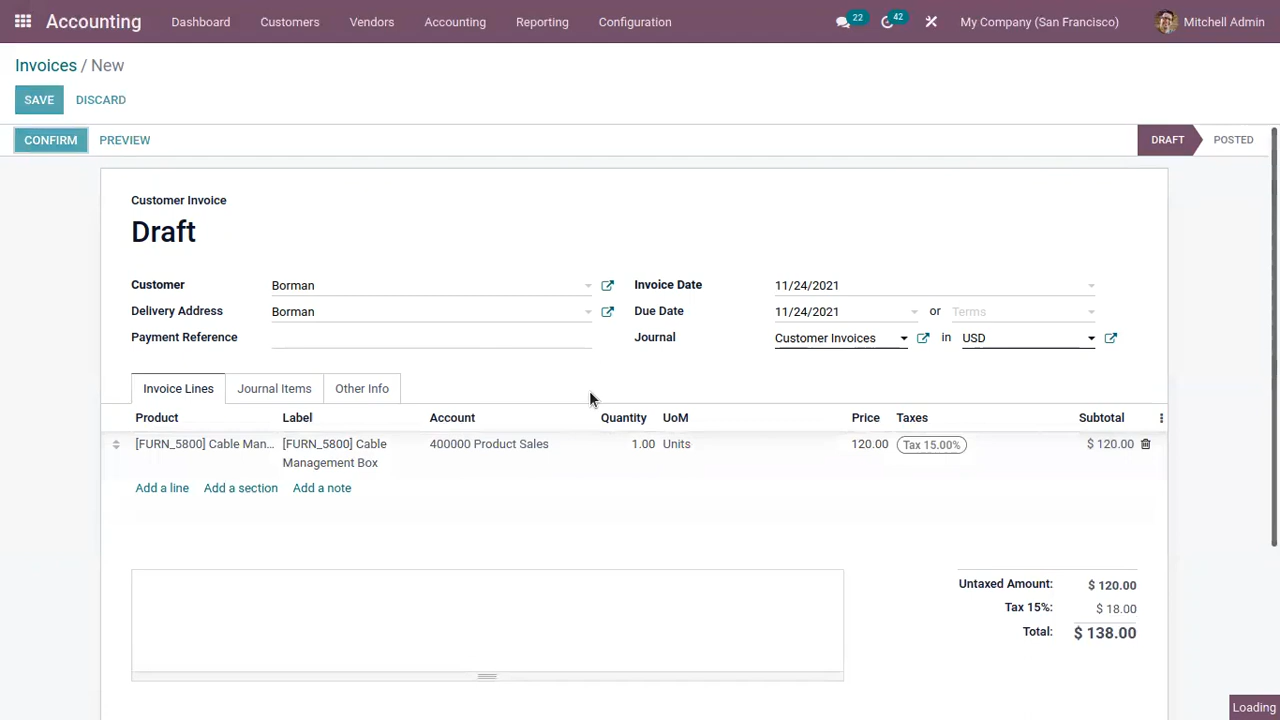 Accounting Dashboard Customers Vendors Accounting Reporting Configuration 22 42 My Company (San Francisco) Mitchell Admin
Invoices / New
SAVE DISCARD
CONFIRM PREVIEW DRAFT POSTED
Customer Invoice
Draft
Customer Borman Invoice Date 11/24/2021
Delivery Address Borman Due Date 11/24/2021 or Terms
Payment Reference Journal Customer Invoices in USD
Invoice Lines Journal Items Other Info
Product Label Account Quantity UoM Price Taxes Subtotal
[FURN_5800] Cable Man... [FURN_5800] Cable 400000 Product Sales 1.00 Units 120.00 Tax 15.00% $ 120.00
Management Box
Add a line Add a section Add a note
Untaxed Amount: $ 120.00
Tax 15%: $ 18.00
Total: $ 138.00
Loading